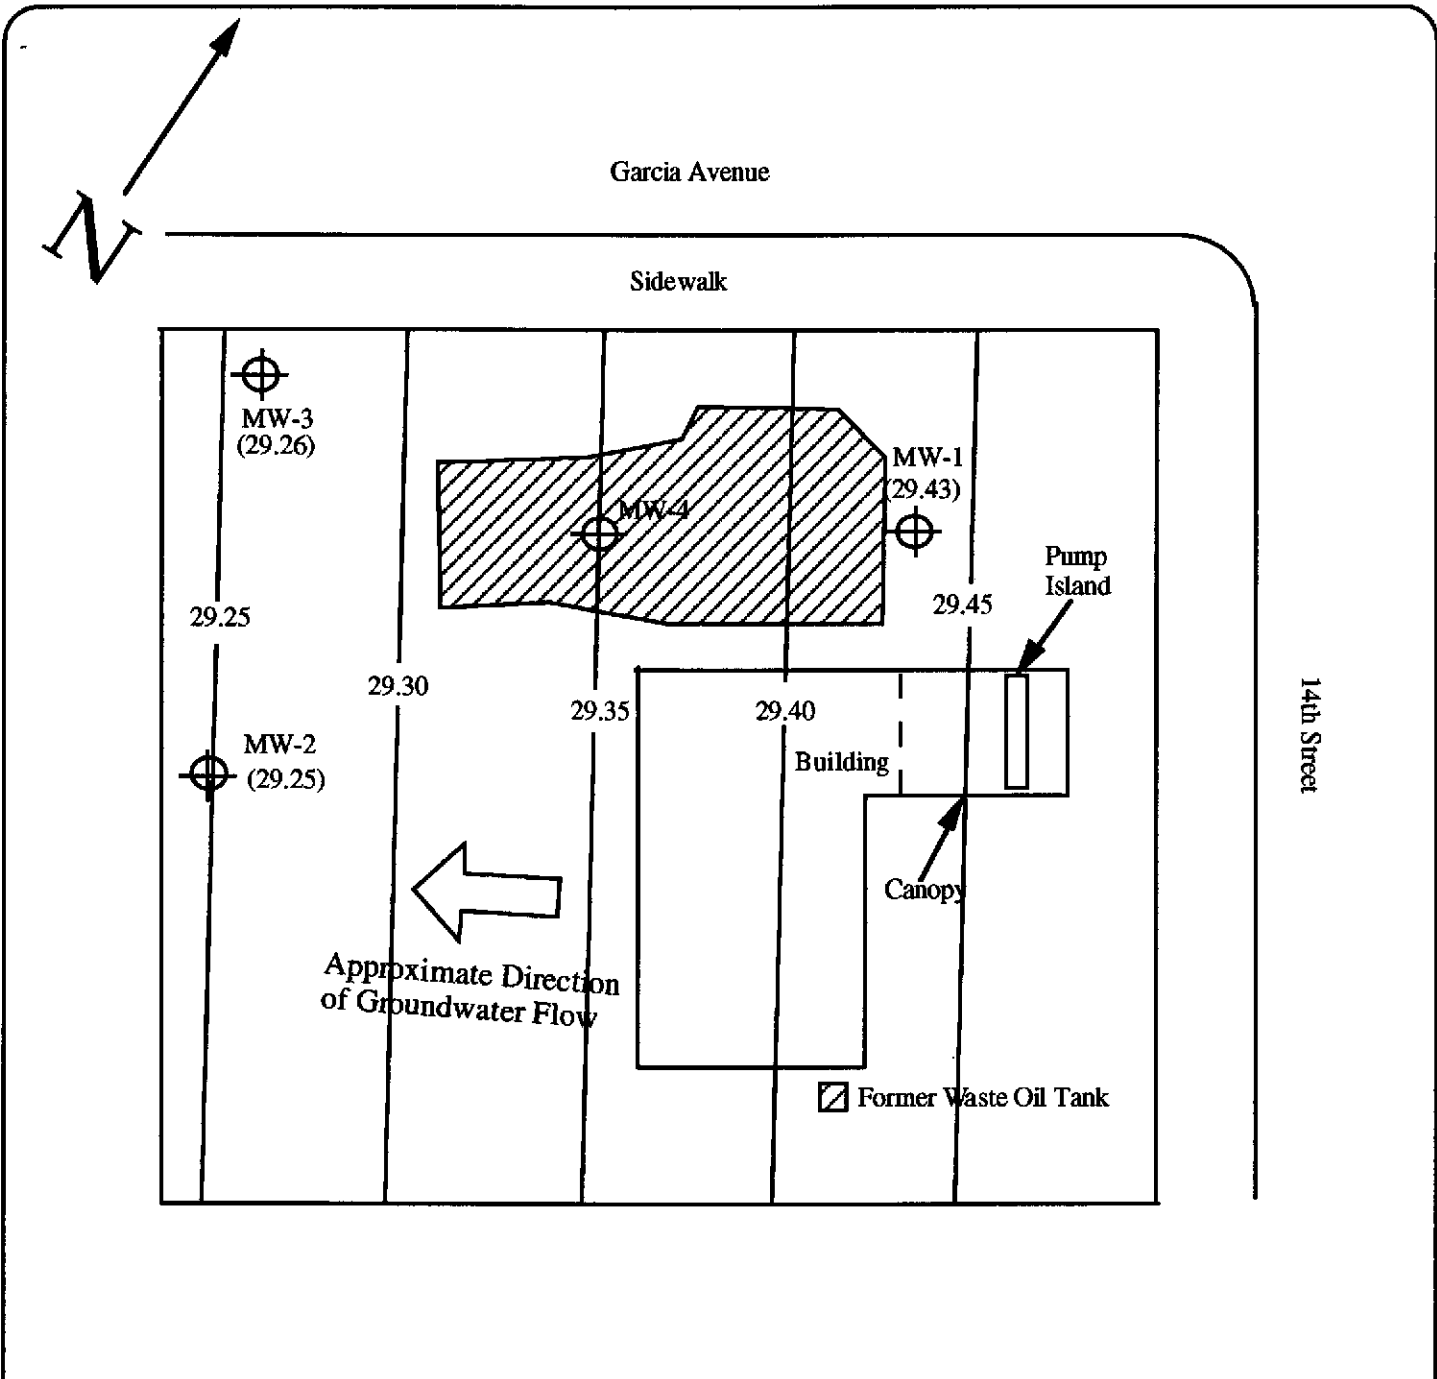 N
Garcia Avenue
Sidewalk
MW-3
(29.26)
MW-1
(29.43)
MW-4
Pump
Island
29.25
29.45
29.30
29.35
29.40
14th Street
MW-2
(29.25)
Building
Canopy
Approximate Direction
of Groundwater Flow
Former Waste Oil Tank